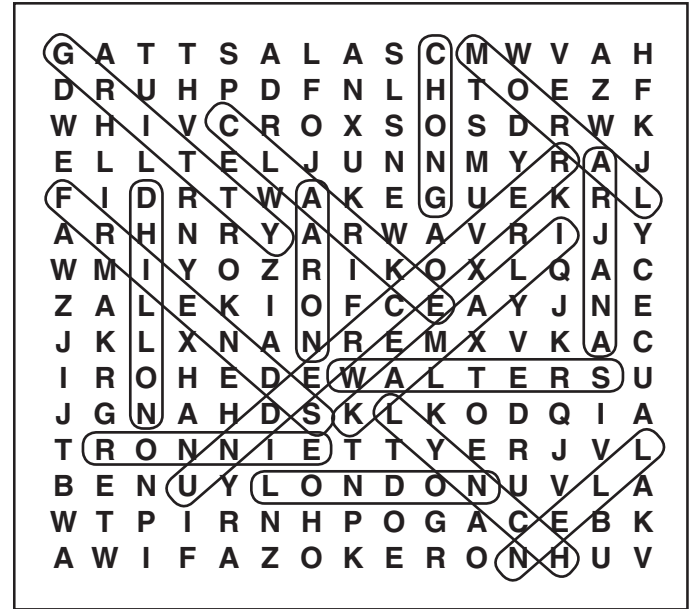 G A T T S A L A S C M W V A H
D R U H P D F N L H T O E Z F
W H I V C R O X S O S D R W K
E L L T E L J U N N M Y R A J
F I D R T W A K E G U E K R L
A R H N R Y A R W A V R I J Y
W M I Y O Z R I K O X L Q A C
Z A L E K I O F C E A Y J N E
J K L X N A N R E M X V K A C
I R O H E D E W A L T E R S U
J G N A H D S K L K O D Q I A
T R O N N I E T T Y E R J V L
B E N U Y L O N D O N U V L A
W T P I R N H P O G A C E B K
A W I F A Z O K E R O N H U V